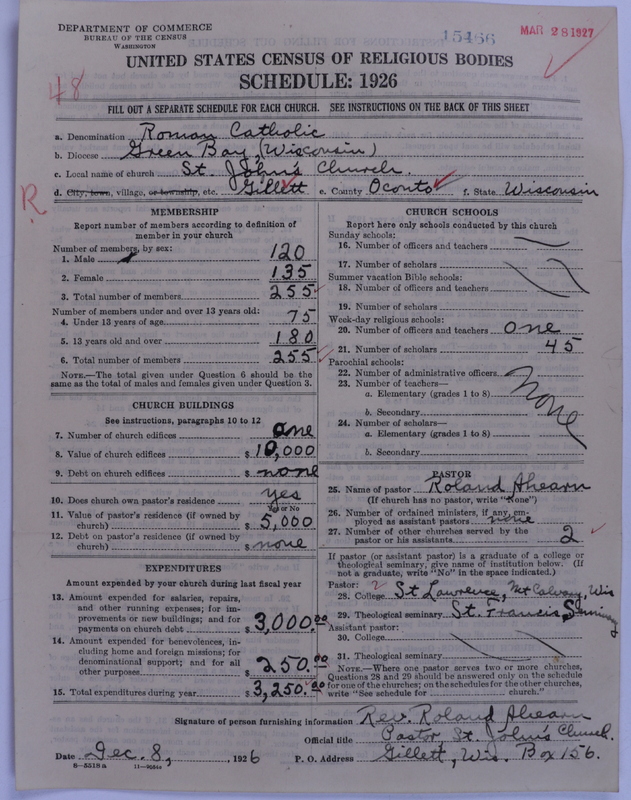 DEPARTMENT OF COMMERCE
BUREAU OF THE CENSUS
WASHINGTON
15466
MAR 28 1927
UNITED STATES CENSUS OF RELIGIOUS BODIES
SCHEDULE: 1926
48
FILL OUT A SEPARATE SCHEDULE FOR EACH CHURCH. SEE INSTRUCTIONS ON THE BACK OF THIS SHEET
a. Denomination Roman Catholic
b. Diocese Green Bay, (Wisconsin)
c. Local name of church St. John's Church.
d. City, town, village, or township, etc. Gillett e. County Oconto f. State Wisconsin
R
MEMBERSHIP
Report number of members according to definition of member in your church
Number of members, by sex:
1. Male 120
2. Female 135
3. Total number of members 255
Number of members under and over 13 years old:
4. Under 13 years of age 75
5. 13 years old and over 180
6. Total number of members 255
NOTE.—The total given under Question 6 should be
same as the total of males and females given under Question 3.
CHURCH BUILDINGS
See instructions, paragraphs 10 to 12
7. Number of church edifices one
8. Value of church edifices $ 10,000
9. Debt on church edifices $ none
10. Does church own pastor's residence yes
Yes or No
11. Value of pastor's residence (if owned by
church) $ 5,000
12. Debt on pastor's residence (if owned by
church) $ none
EXPENDITURES
Amount expended by your church during last fiscal year
13. Amount expended for salaries, repairs,
and other running expenses; for im-
provements or new buildings; and for
payments on church debt $ 3,000.00
14. Amount expended for benevolences, in-
cluding home and foreign missions; for
denominational support; and for all
other purposes $ 250.00
15. Total expenditures during year $ 3,250.00
CHURCH SCHOOLS
Report here only schools conducted by this church
Sunday schools:
16. Number of officers and teachers
17. Number of scholars
Summer vacation Bible schools:
18. Number of officers and teachers
19. Number of scholars
Week-day religious schools:
20. Number of officers and teachers one
21. Number of scholars 45
Parochial schools:
22. Number of administrative officers
23. Number of teachers—
a. Elementary (grades 1 to 8)
b. Secondary
none
24. Number of scholars—
a. Elementary (grades 1 to 8)
b. Secondary
PASTOR
25. Name of pastor Roland Ahearn
(If church has no pastor, write "None")
26. Number of ordained ministers, if any, em-
ployed as assistant pastors none
27. Number of other churches served by the
pastor or his assistants 2
If pastor (or assistant pastor) is a graduate of a college or
theological seminary, give name of institution below. (If
not a graduate, write "No" in the space indicated.)
Pastor: 2
28. College St Lawrence, Mt Calvary, Wis
29. Theological seminary St. Francis Seminary
Assistant pastor:
30. College
31. Theological seminary
NOTE.—Where one pastor serves two or more churches,
Questions 28 and 29 should be answered only on the schedule
for one of the churches; on the schedules for the other churches,
write "See schedule for church."
Signature of person furnishing information Rev. Roland Ahearn
Official title Pastor, St. John's Church.
Date Dec. 8, 1926 P. O. Address Gillett, Wis. Box 156.
8—5518a